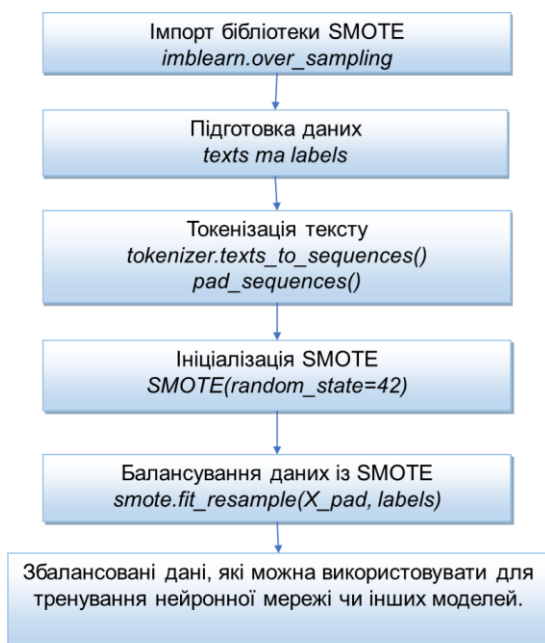 Імпорт бібліотеки SMOTE
imblearn.over_sampling
Підготовка даних
texts та labels
Токенізація тексту
tokenizer.texts_to_sequences()
pad_sequences()
Ініціалізація SMOTE
SMOTE(random_state=42)
Балансування даних із SMOTE
smote.fit_resample(X_pad, labels)
Збалансовані дані, які можна використовувати для
тренування нейронної мережі чи інших моделей.